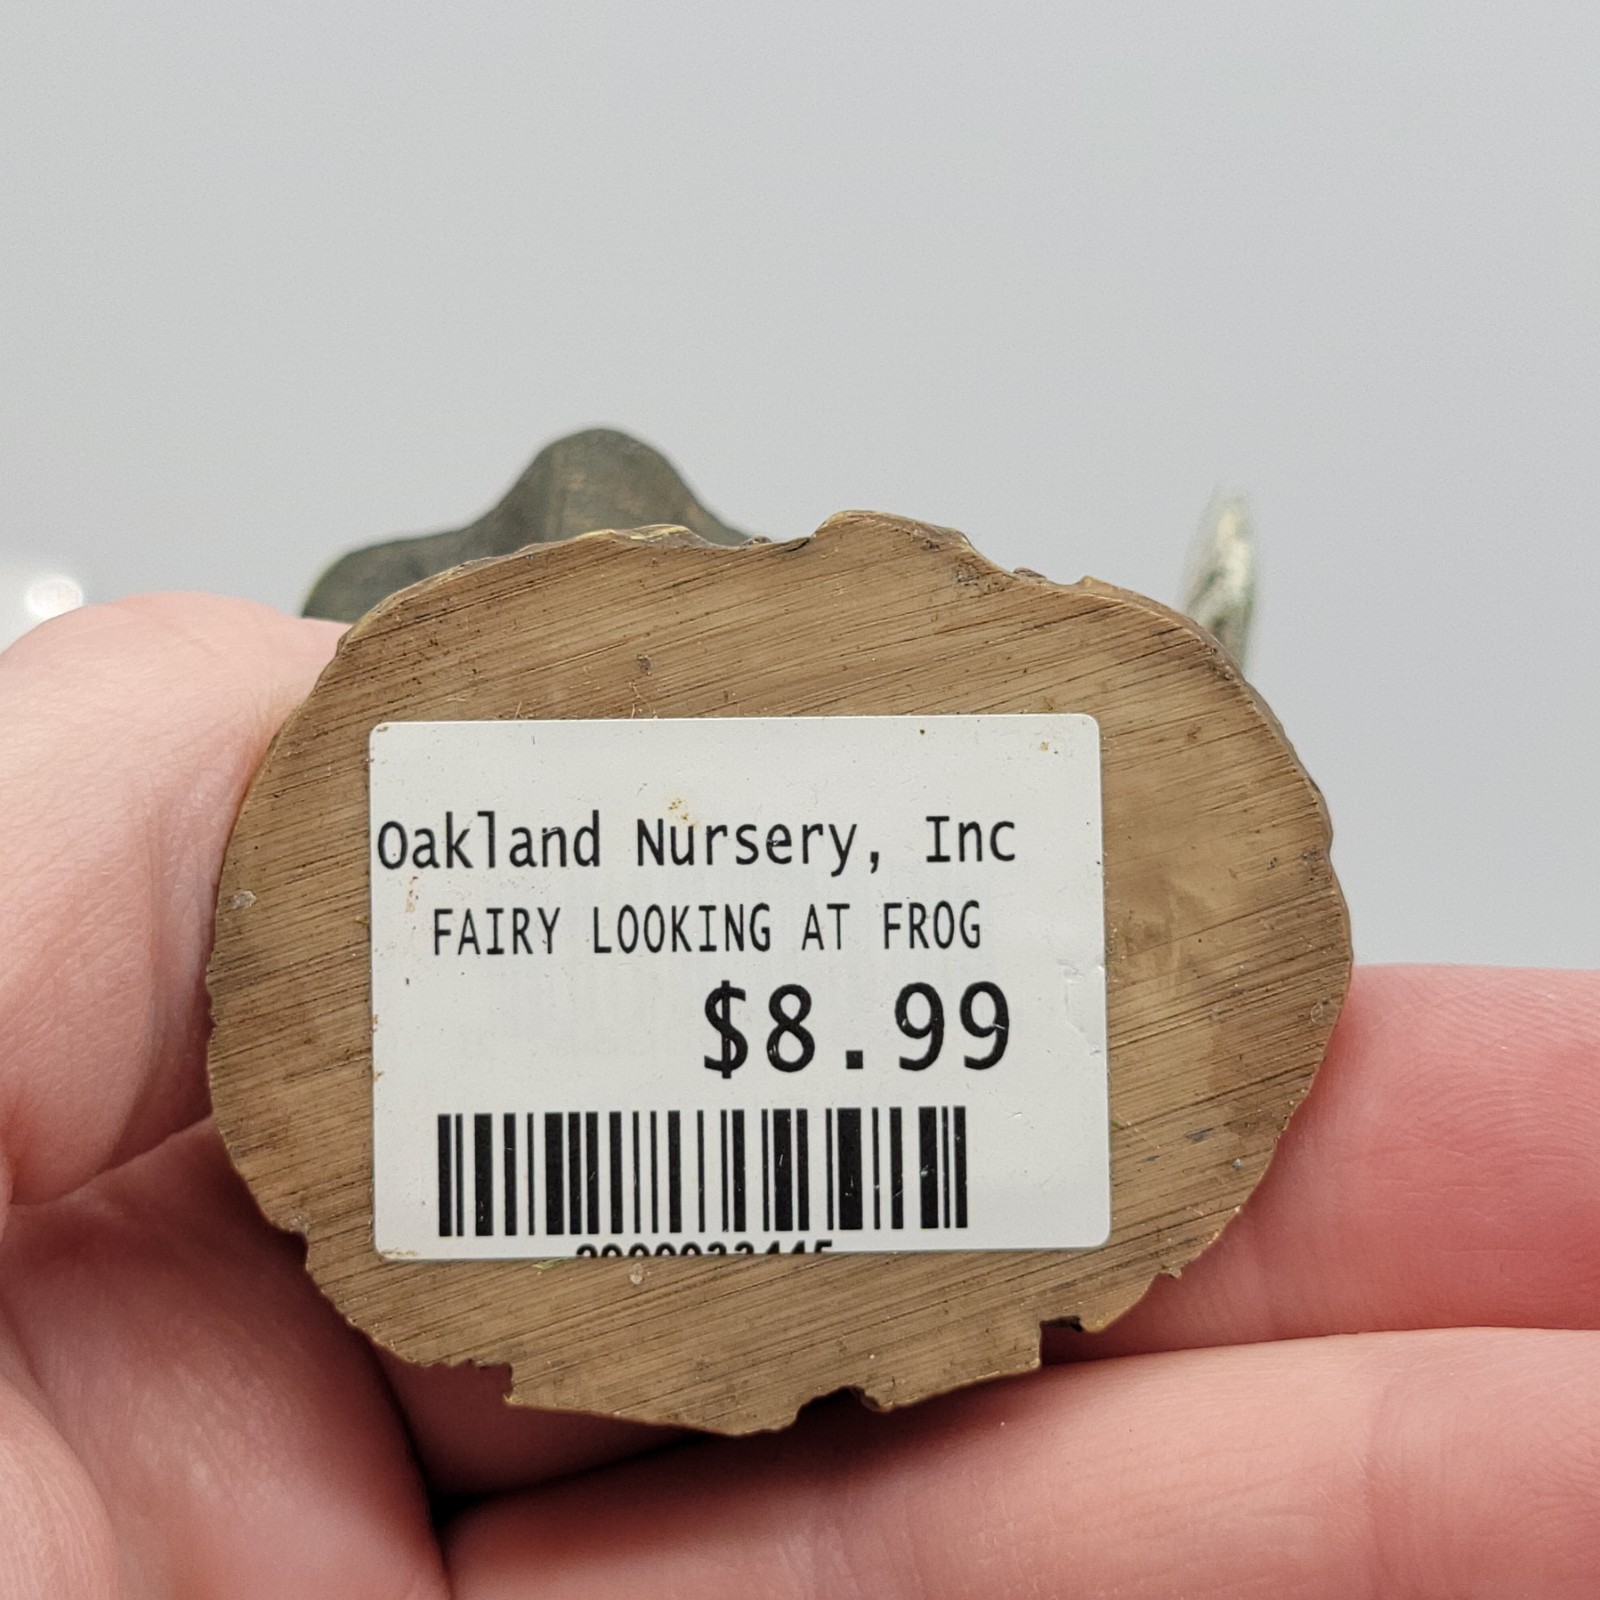 Oakland Nursery, Inc
FAIRY LOOKING AT FROG
$8.99